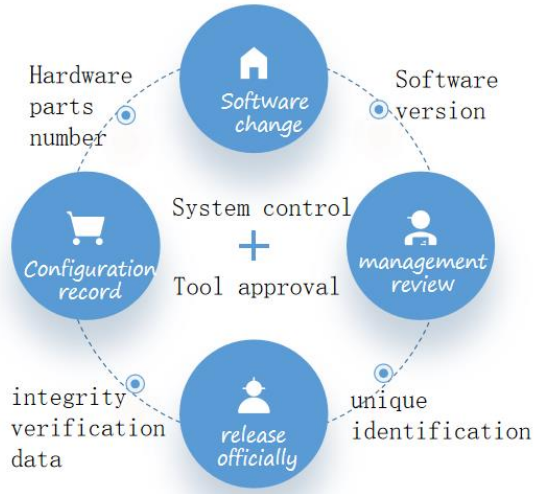 Software
change
Hardware
parts
number
Software
version
System control
Tool approval
Configuration
record
management
review
integrity
verification
data
unique
identification
release
officially